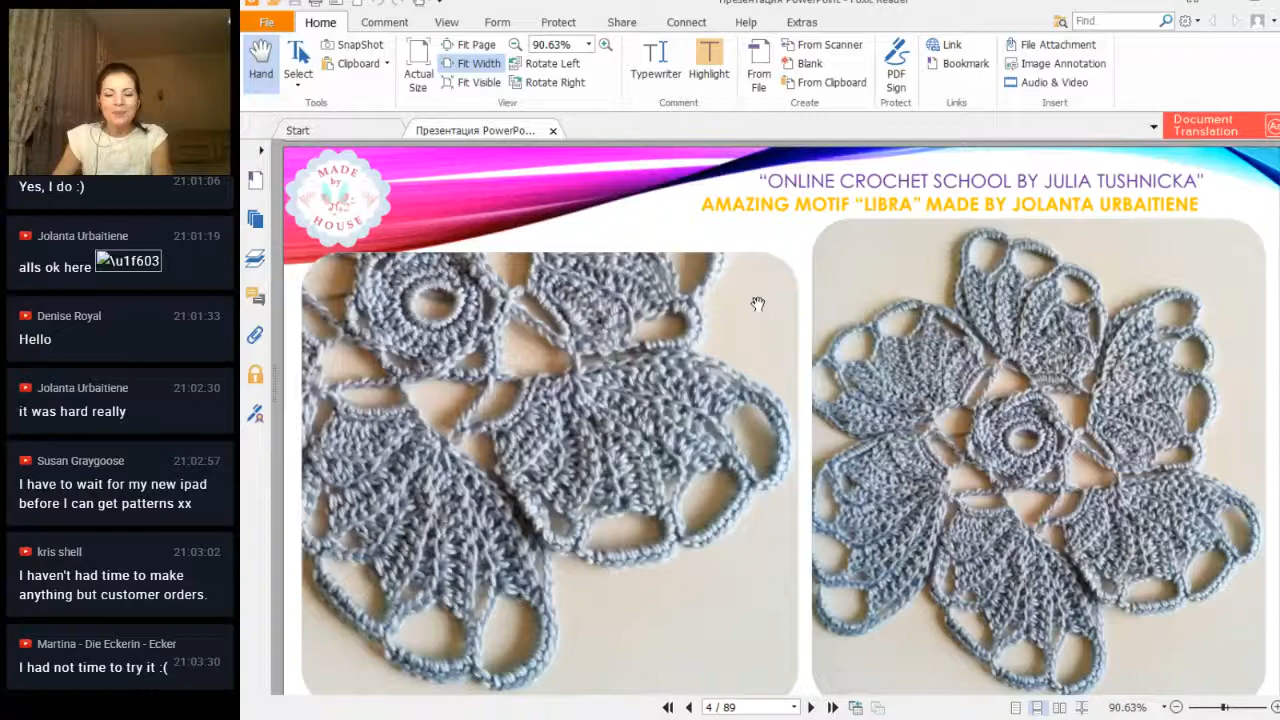 Презентация PowerPoint - Foxit Reader
File
Home
Comment
View
Form
Protect
Share
Connect
Help
Extras
Find
Hand
Select
SnapShot
Clipboard
Tools
Actual
Size
Fit Page
Fit Width
Fit Visible
90.63%
Rotate Left
Rotate Right
View
Typewriter
Highlight
Comment
From
File
From Scanner
Blank
From Clipboard
Create
PDF
Sign
Protect
Link
Bookmark
Links
File Attachment
Image Annotation
Audio & Video
Insert
Start
Презентация PowerPo...
Document
Translation
MADE
by
HOUSE
“ONLINE CROCHET SCHOOL BY JULIA TUSHNICKA"
AMAZING MOTIF “LIBRA” MADE BY JOLANTA URBAITIENE
Yes, I do :)
21:01:06
Jolanta Urbaitiene
21:01:19
alls ok here \u1f603
Denise Royal
21:01:33
Hello
Jolanta Urbaitiene
21:02:30
it was hard really
Susan Graygoose
21:02:57
I have to wait for my new ipad
before I can get patterns xx
kris shell
21:03:02
I haven't had time to make
anything but customer orders.
Martina - Die Eckerin - Ecker
21:03:30
I had not time to try it :(
4 / 89
90.63%